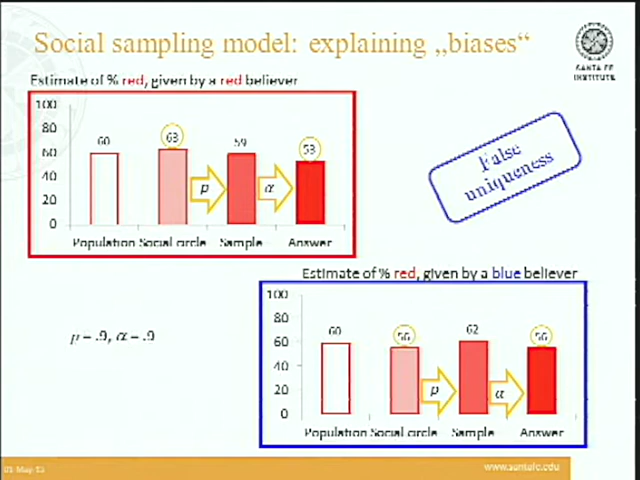 Social sampling model: explaining „biases“
SANTA FE
INSTITUTE
Estimate of % red, given by a red believer
100
80
60
40
20
0
60
63
59
53
p
α
Population Social circle Sample Answer
False
uniqueness
Estimate of % red, given by a blue believer
100
80
60
40
20
0
60
56
62
56
p
α
Population Social circle Sample Answer
p = .9, α = .9
www.santafe.edu